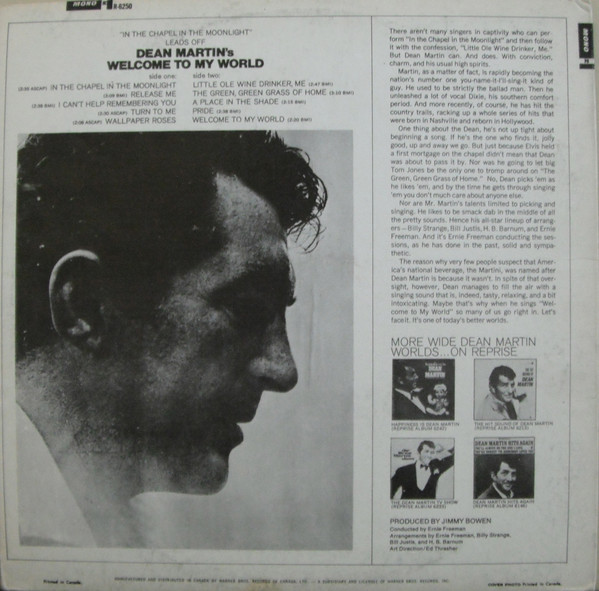 MONO R-6250
"IN THE CHAPEL IN THE MOONLIGHT"
LEADS OFF
DEAN MARTIN's
WELCOME TO MY WORLD
side one:
IN THE CHAPEL IN THE MOONLIGHT
RELEASE ME
I CAN'T HELP REMEMBERING YOU
TURN TO ME
WALLPAPER ROSES
side two:
LITTLE OLE WINE DRINKER, ME
THE GREEN, GREEN GRASS OF HOME
A PLACE IN THE SHADE
PRIDE
WELCOME TO MY WORLD
There aren't many singers in captivity who can per-
form "In the Chapel in the Moonlight" and then follow
it with the confession, "Little Ole Wine Drinker, Me."
But Dean Martin can. And does. With conviction,
charm, and his usual high spirits.
Martin, as a matter of fact, is rapidly becoming the
nation's number one you-name-it-I'll-sing-it kind of
guy. He used to be strictly the ballad man. Then he
unleashed a lot of vocal Dixie, his southern comfort
period. And more recently, of course, he has hit the
country trails, racking up a whole series of hits that
were born in Nashville and reborn in Hollywood.
One thing about the Dean, he's not up tight about
beginning a song. If he's the one who finds it, jolly
good, up and away we go. But just because Elvis held
a first mortgage on the chapel didn't mean that Dean
was about to pass it by. Nor was he going to let big
Tom Jones be the only one to tromp around on "The
Green, Green Grass of Home." No, Dean picks 'em as
he likes 'em, and by the time he gets through singing
'em you don't much care about anyone else.
Nor are Mr. Martin's talents limited to picking and
singing. He likes to be smack dab in the middle of all
the pretty sounds. Hence his all-star lineup of arrang-
ers—Billy Strange, Bill Justis, H. B. Barnum, and Ernie
Freeman. And it's Ernie Freeman conducting the ses-
sions, as he has done in the past, solid and sympa-
thetic.
The reason why very few people suspect that Amer-
ica's national beverage, the Martini, was named after
Dean Martin is because it wasn't. In spite of that over-
sight, however, Dean manages to fill the air with a
singing sound that is, indeed, tasty, relaxing, and a bit
intoxicating. Maybe that's why when he sings "Wel-
come to My World" so many of us go right in. Let's
face it. It's one of today's better worlds.
MORE WIDE DEAN MARTIN
WORLDS...ON REPRISE
HAPPINESS IS DEAN MARTIN
THE HIT SOUND OF DEAN MARTIN
THE DEAN MARTIN TV SHOW
DEAN MARTIN HITS AGAIN
PRODUCED BY JIMMY BOWEN
Conducted by Ernie Freeman
Arrangements by Ernie Freeman, Billy Strange,
Bill Justis, and H. B. Barnum
Art Direction/Ed Thrasher
Printed in Canada.
MONO